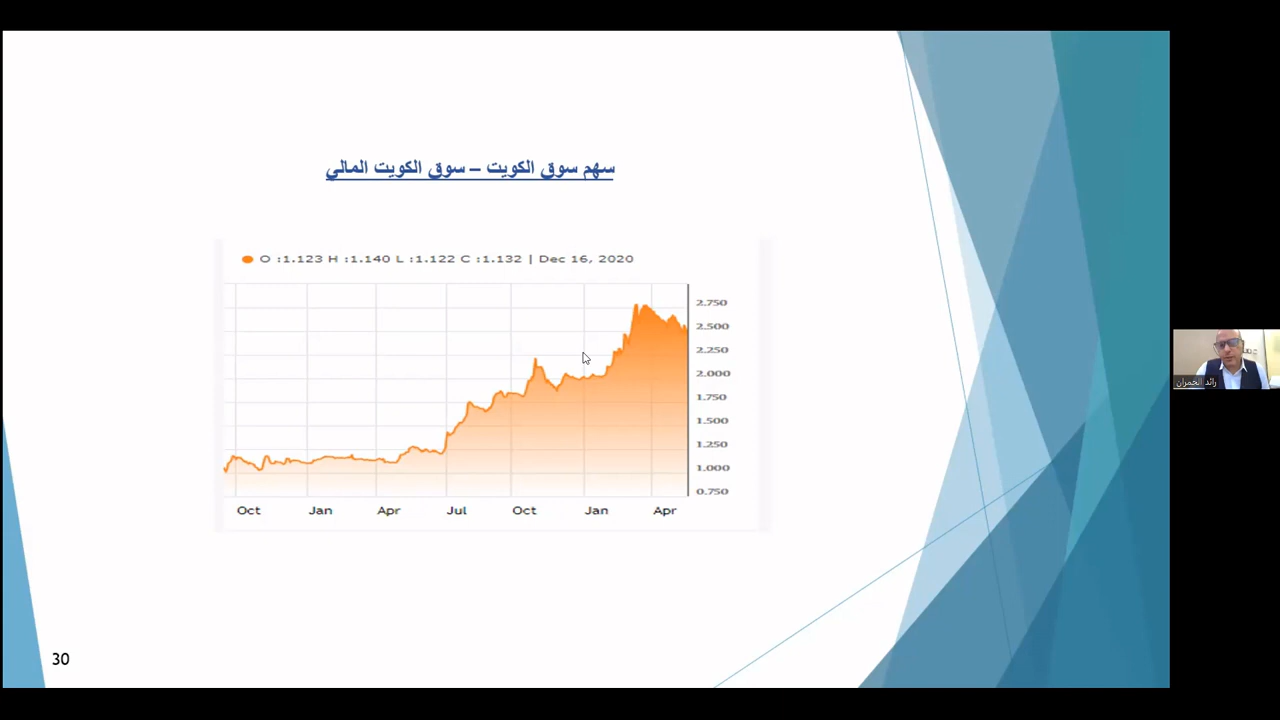 سهم سوق الكويت – سوق الكويت المالي
O :1.123 H :1.140 L :1.122 C :1.132 | Dec 16, 2020
2.750
2.500
2.250
2.000
1.750
1.500
1.250
1.000
0.750
Oct Jan Apr Jul Oct Jan Apr
30
رائد الخمران